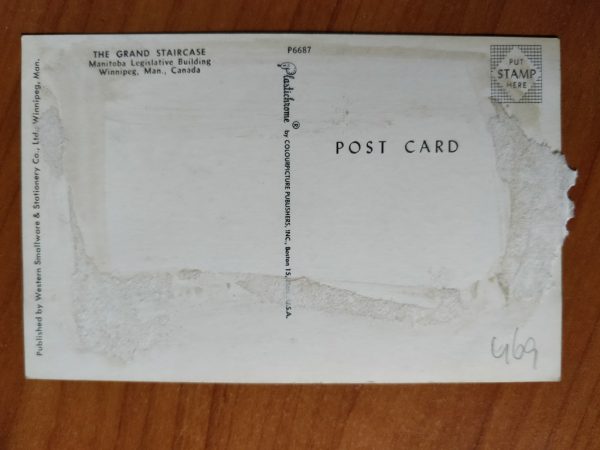 THE GRAND STAIRCASE
Manitoba Legislative Building
Winnipeg, Man., Canada
P6687
PUT
STAMP
HERE
POST CARD
Plastichrome ® by COLOURPICTURE PUBLISHERS, INC., Boston 15, U.S.A.
Published by Western Smallware & Stationery Co., Ltd., Winnipeg, Man.
469